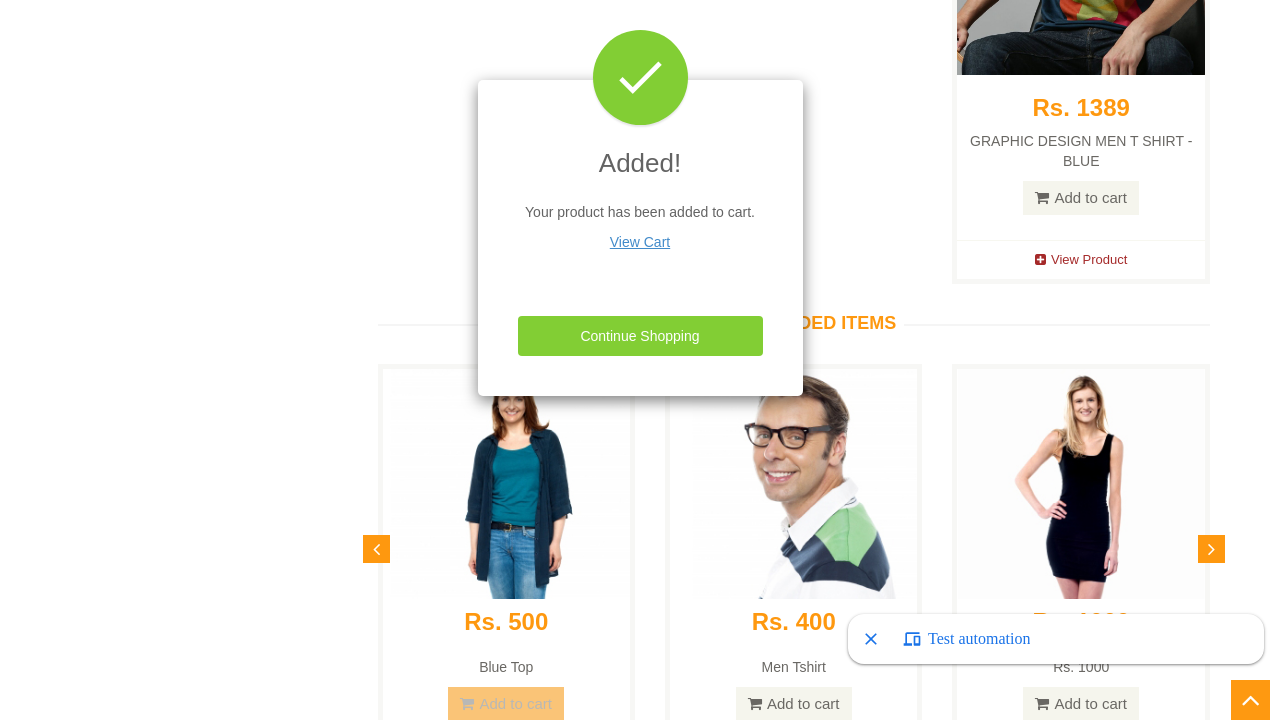 Rs. 1389
GRAPHIC DESIGN MEN T SHIRT -
BLUE
Add to cart
View Product
Added!
Your product has been added to cart.
View Cart
Continue Shopping
DED ITEMS
Rs. 500
Blue Top
Add to cart
Rs. 400
Men Tshirt
Add to cart
Rs. 1000
Add to cart
Test automation